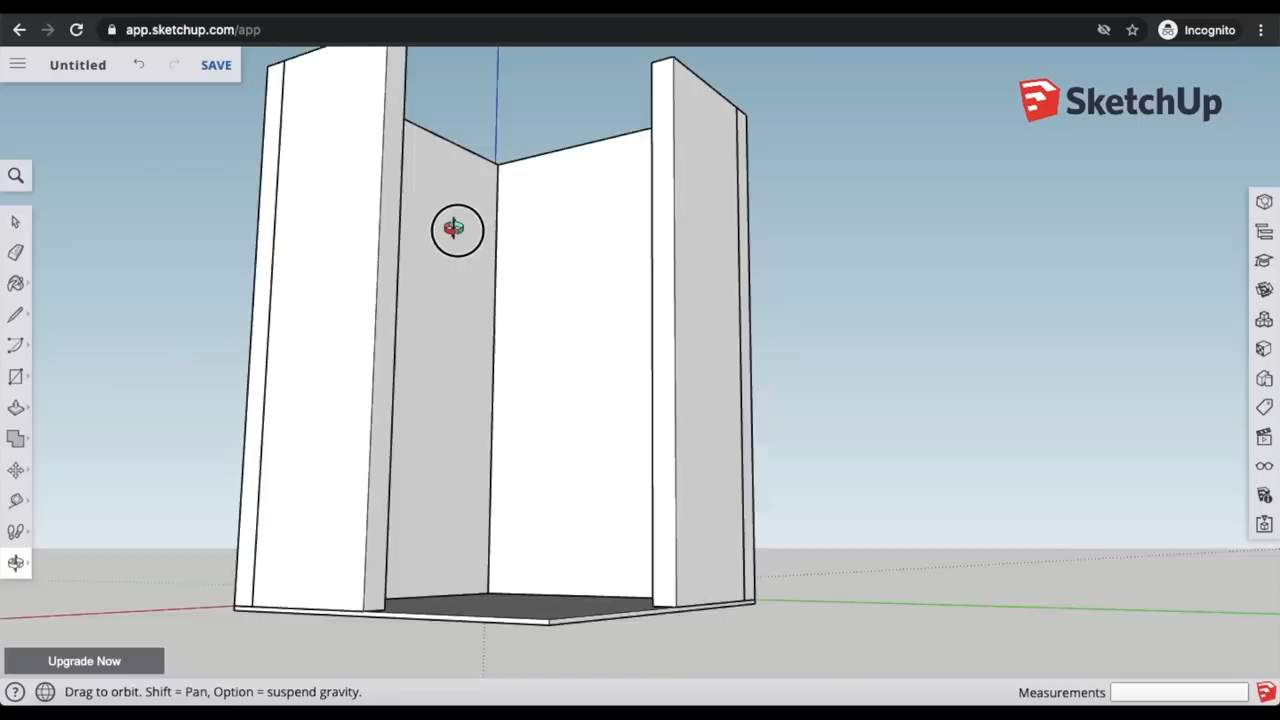 app.sketchup.com/app
Incognito
Untitled
SAVE
SketchUp
Upgrade Now
Drag to orbit. Shift = Pan, Option = suspend gravity.
Measurements